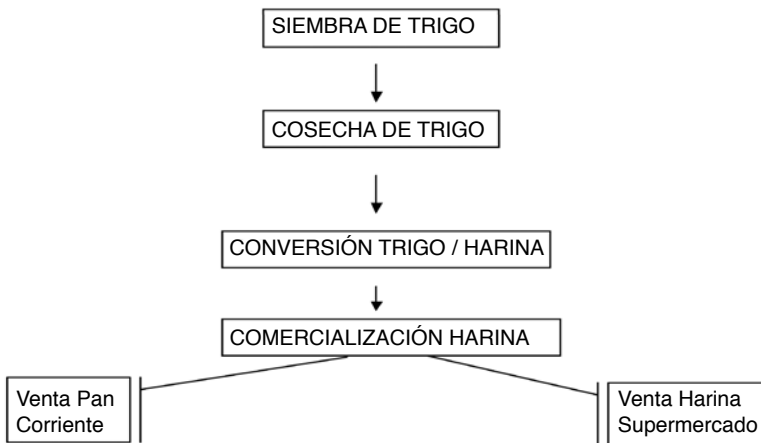 SIEMBRA DE TRIGO
COSECHA DE TRIGO
CONVERSIÓN TRIGO / HARINA
COMERCIALIZACIÓN HARINA
Venta Pan
Corriente
Venta Harina
Supermercado